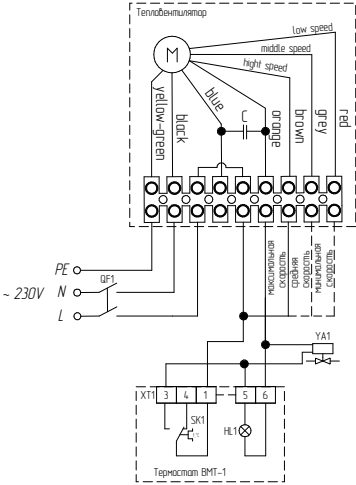 Тепловентилятор
low speed
middle speed
hight speed
M
C
yellow-green
black
blue
orange
brown
grey
red
максимальная
скорость
средняя
скорость
минимальная
скорость
PE
~ 230V
N
QF1
L
YA1
XT1
3
4
1
5
6
SK1
t°C
HL1
Термостат ВМТ-1